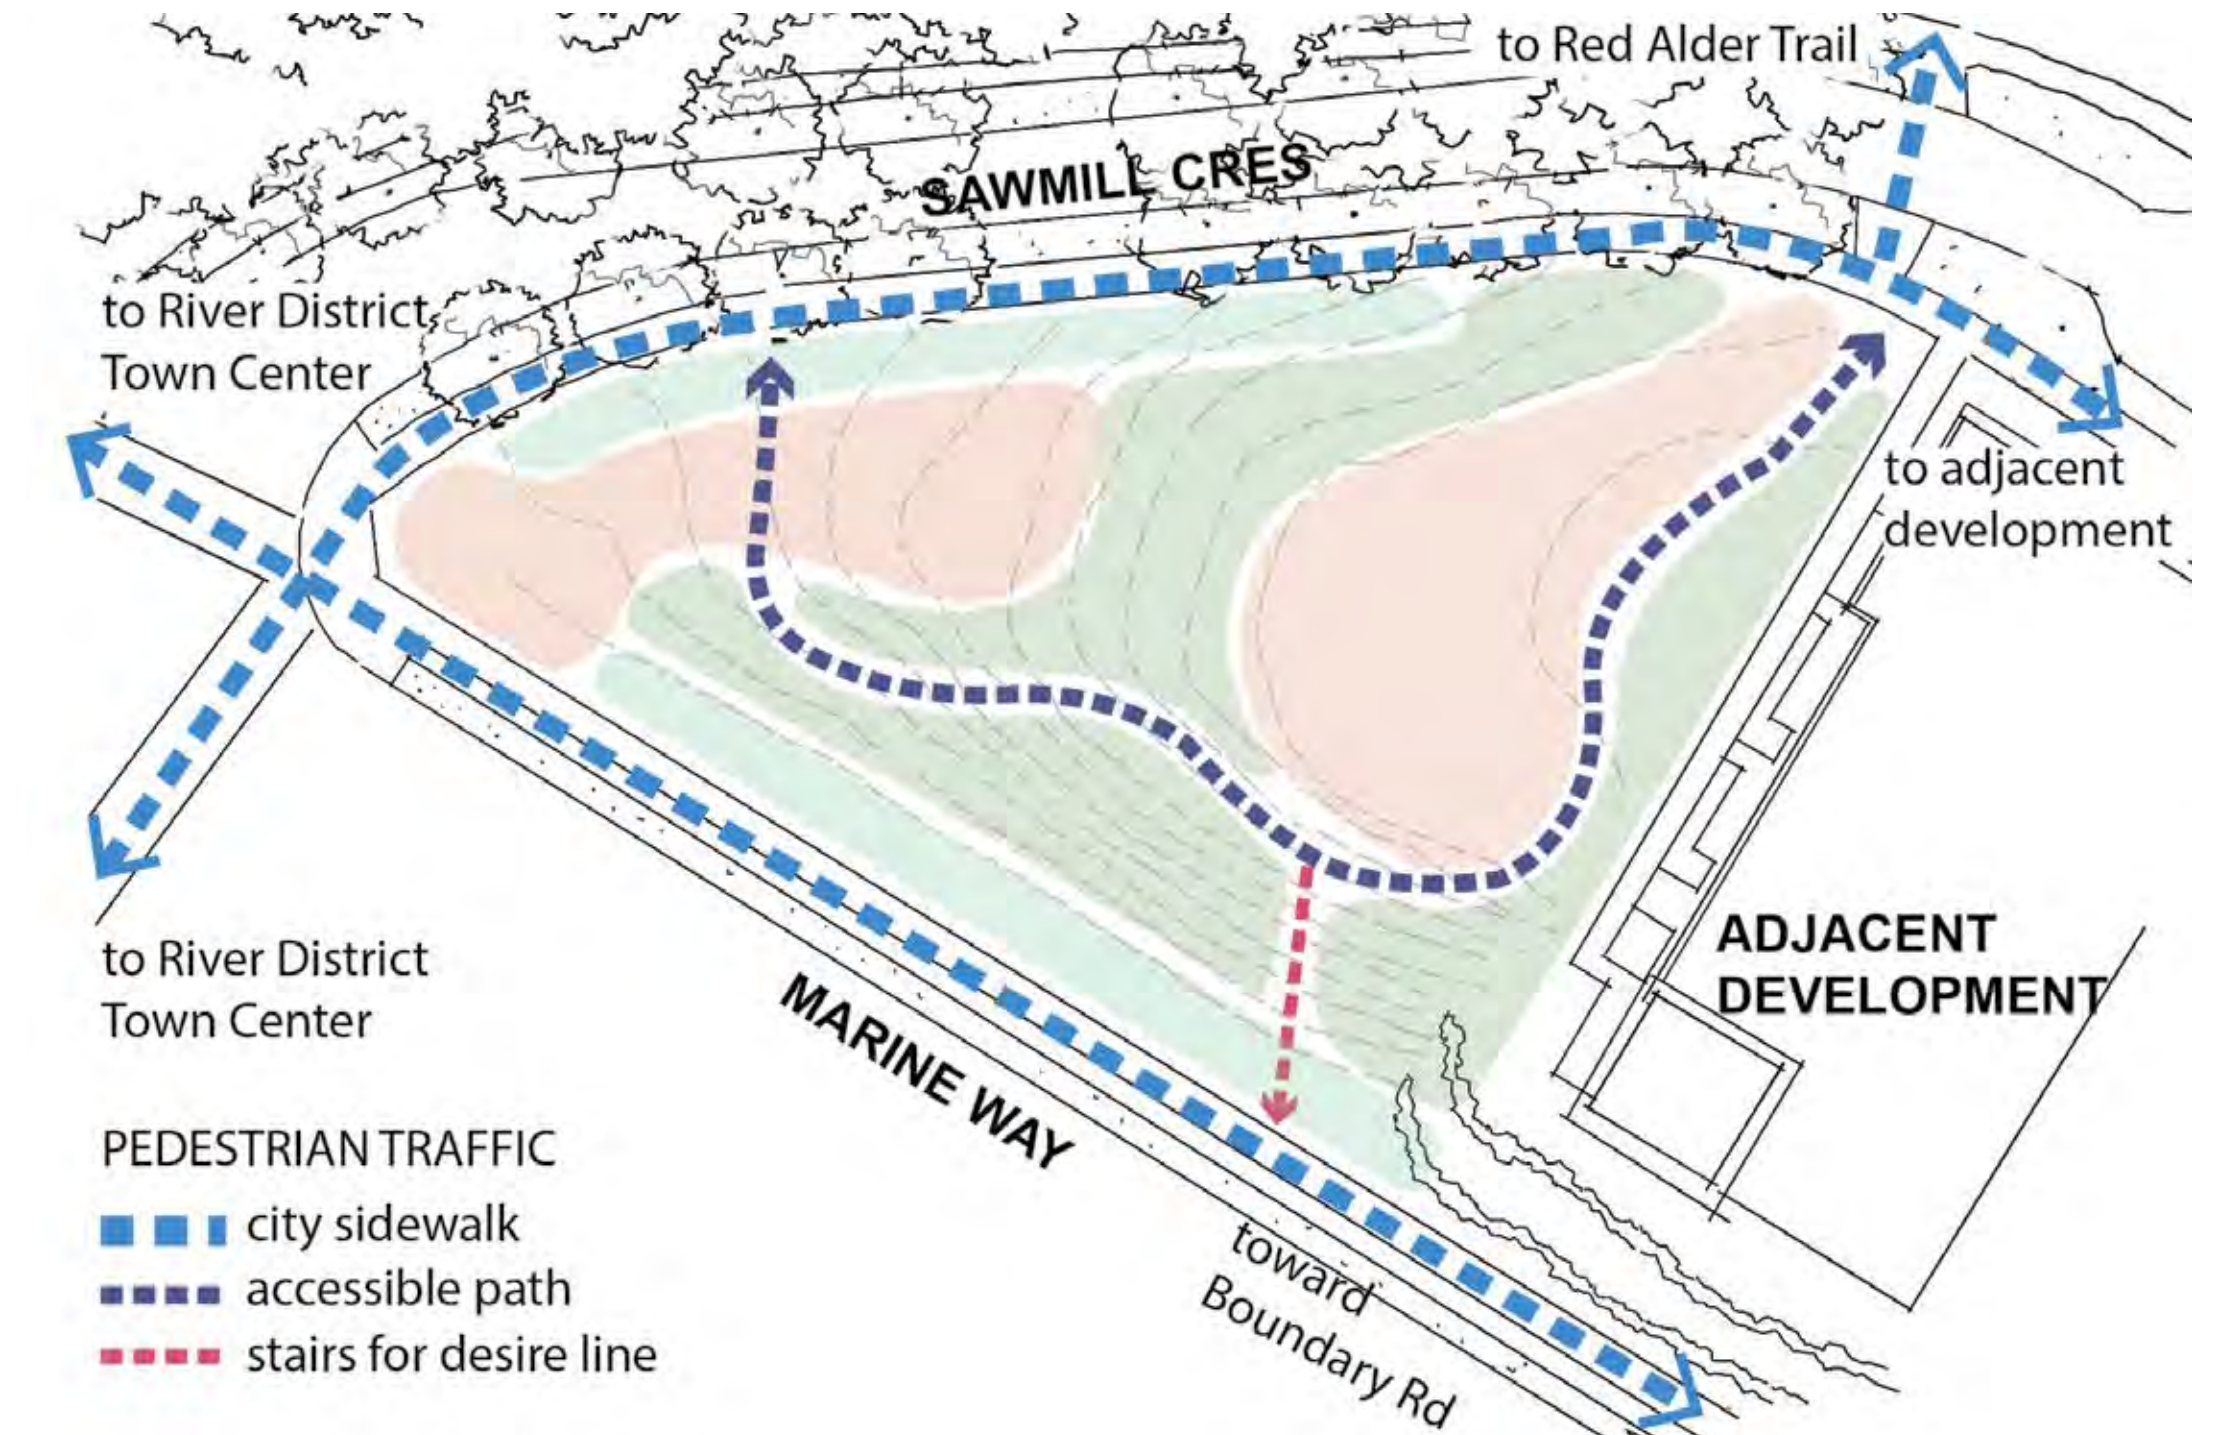 to Red Alder Trail
SAWMILL CRES
to River District
Town Center
to adjacent
development
ADJACENT
DEVELOPMENT
to River District
Town Center
MARINE WAY
toward
Boundary Rd
PEDESTRIAN TRAFFIC
city sidewalk
accessible path
stairs for desire line